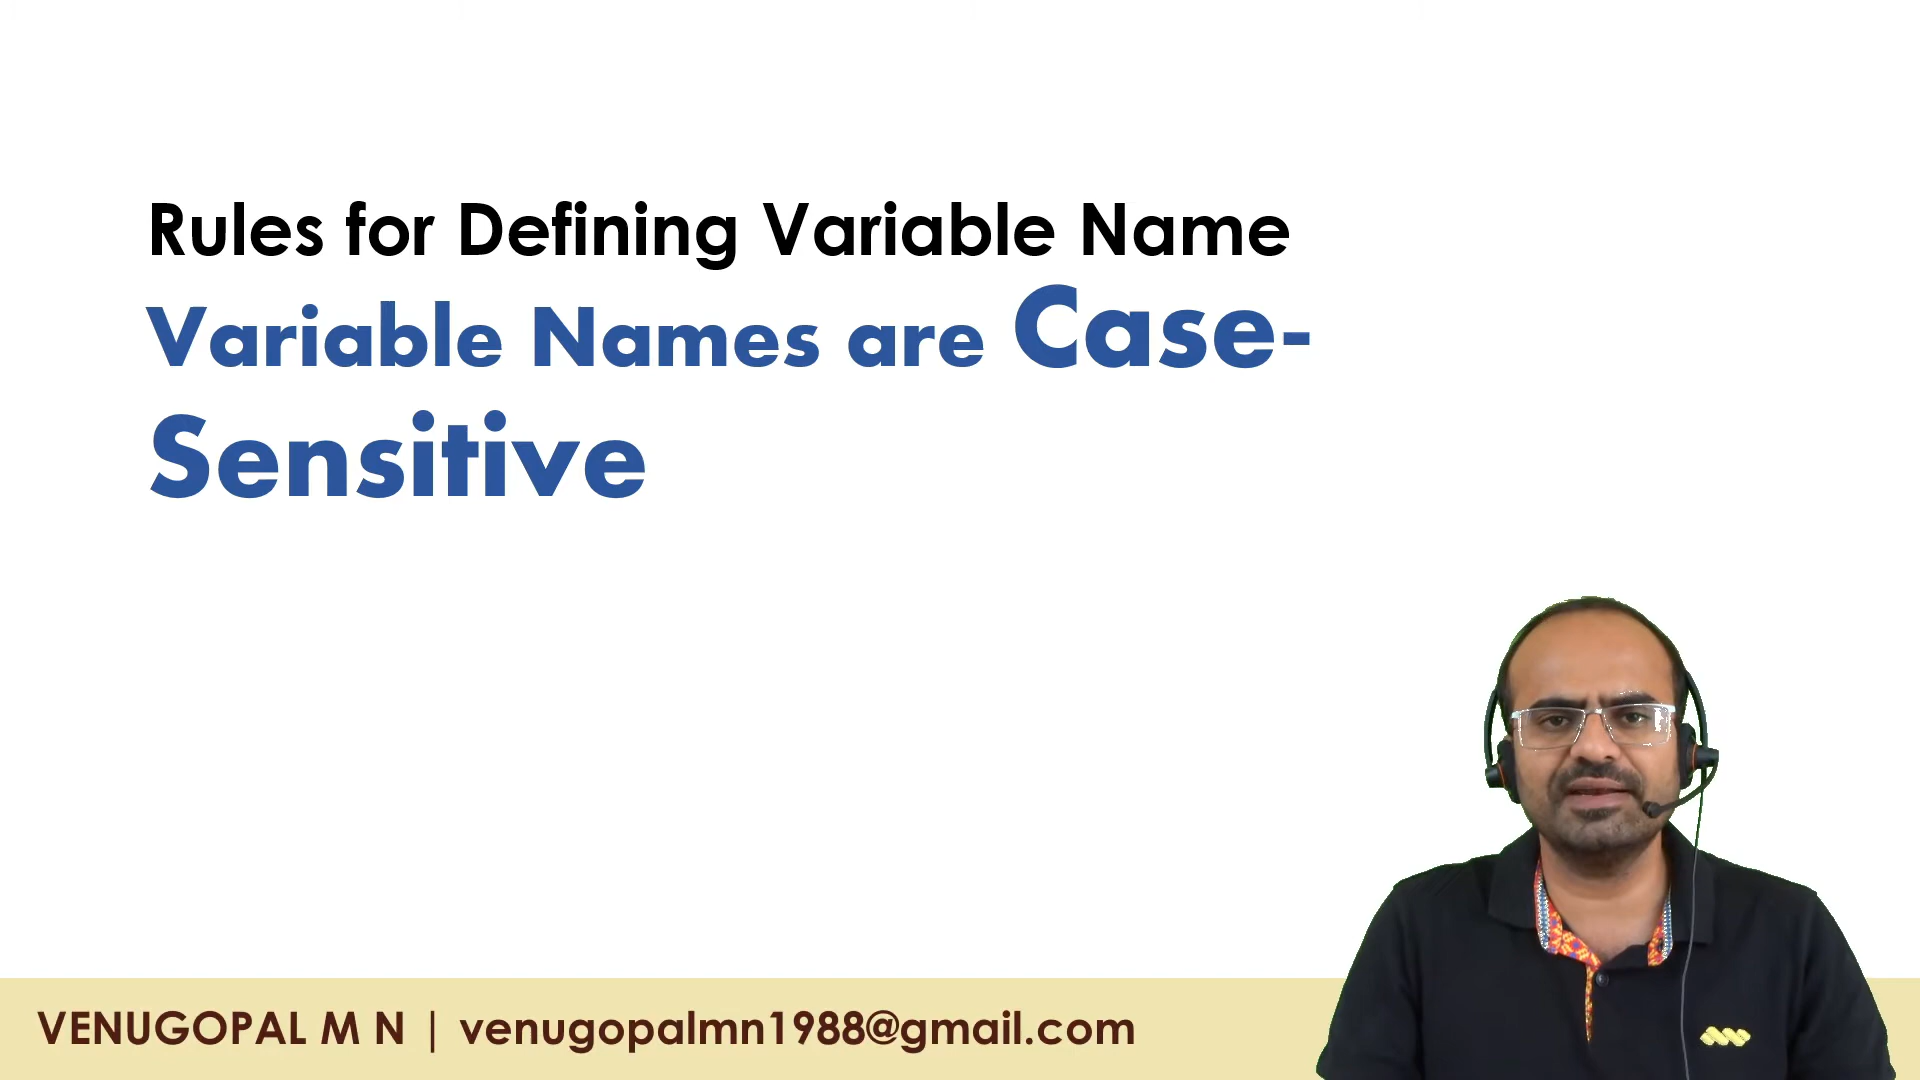 Rules for Defining Variable Name
Variable Names are Case-
Sensitive
VENUGOPAL M N | venugopalmn1988@gmail.com